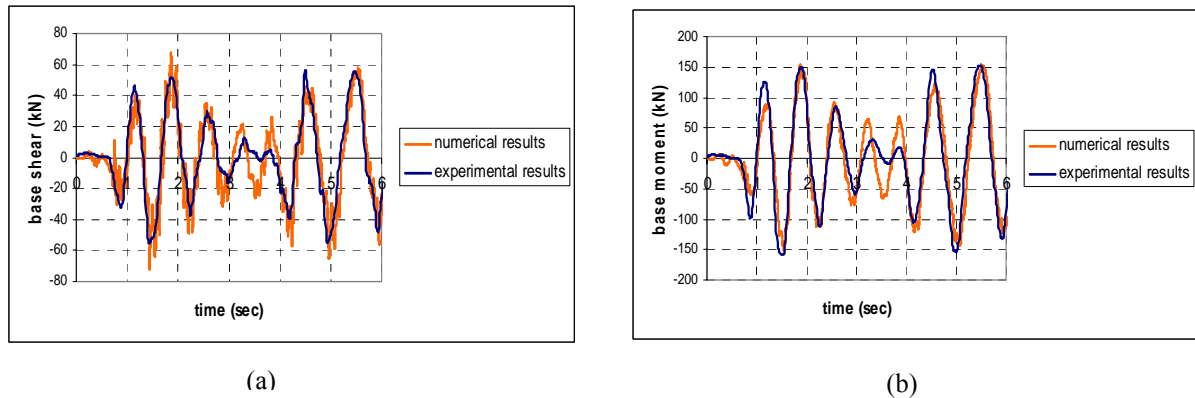 80
60
40
20
0
-20
-40
-60
-80
0 1 2 3 4 5 6
base shear (kN)
time (sec)
numerical results
experimental results
(a)
200
150
100
50
0
-50
-100
-150
-200
0 1 2 3 4 5 6
base moment (kN)
time (sec)
numerical results
experimental results
(b)